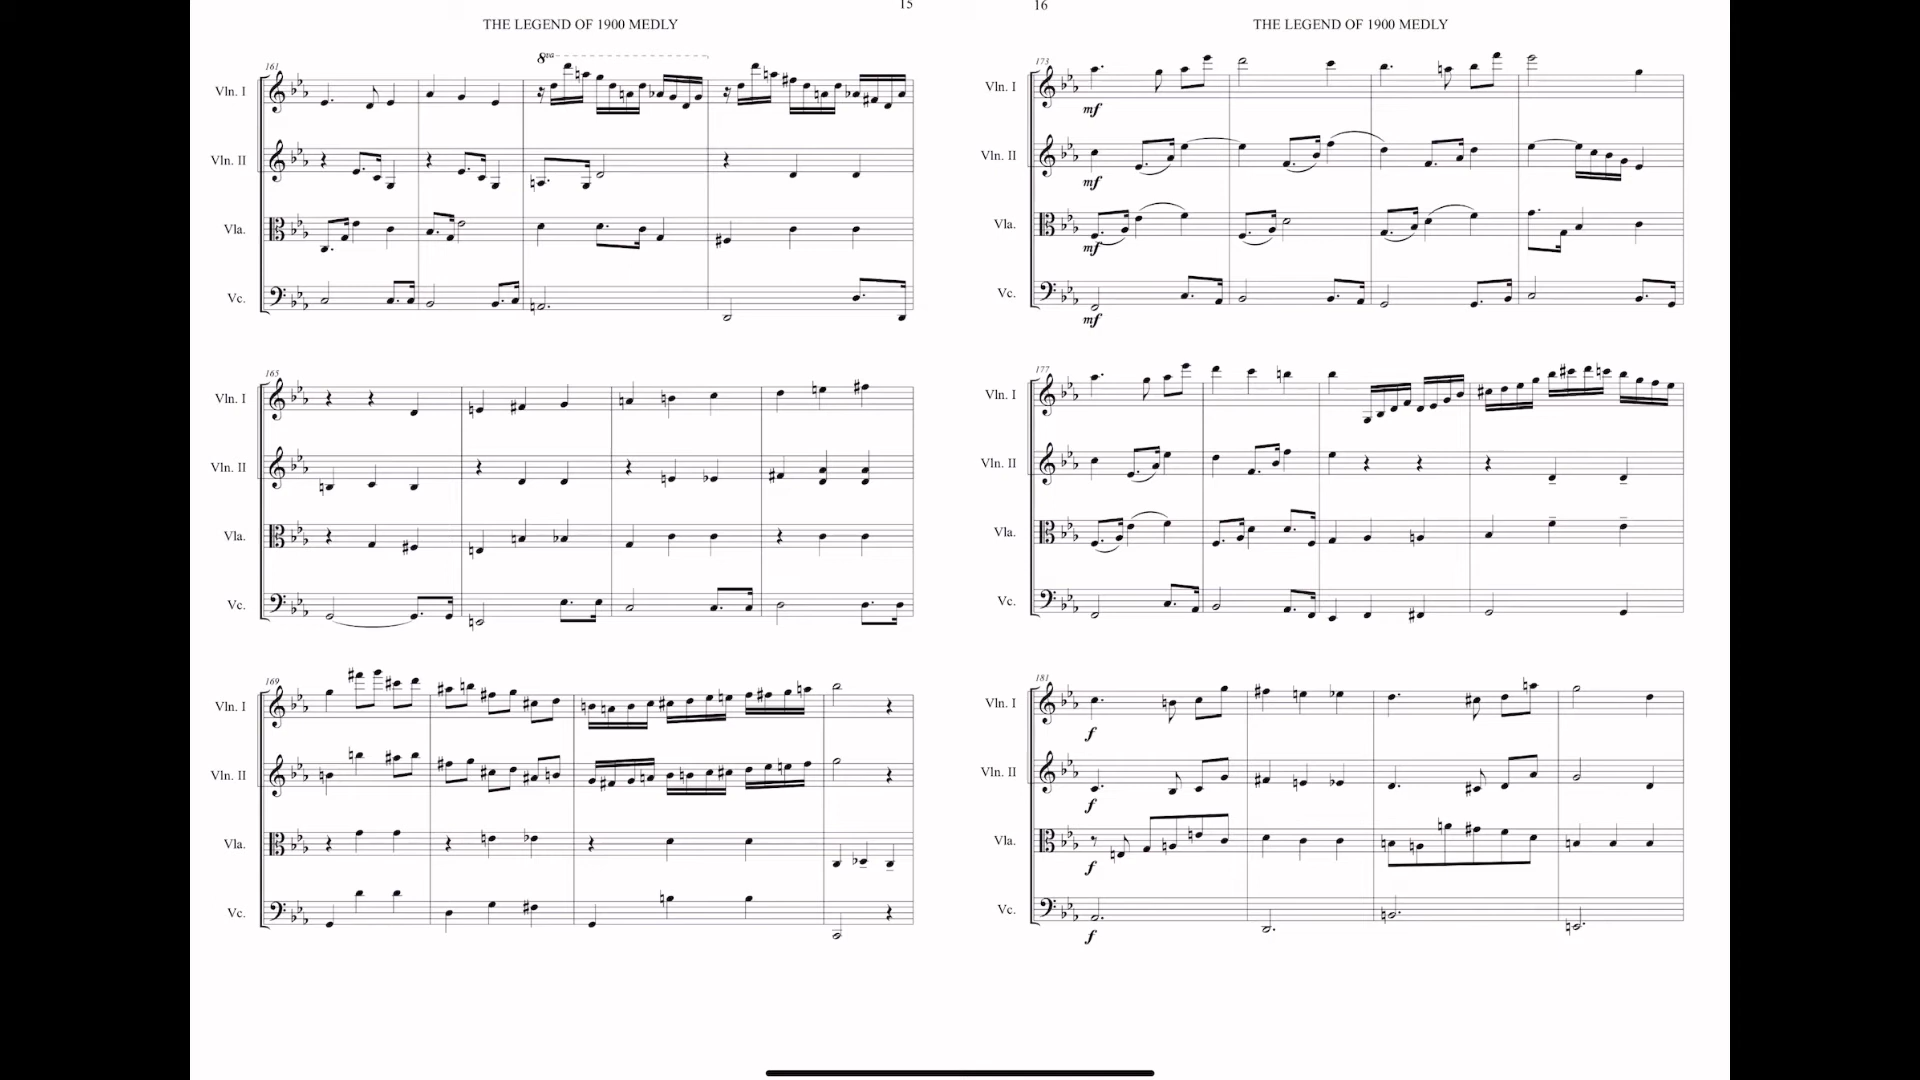 15
THE LEGEND OF 1900 MEDLY
161
8va
Vln. I
Vln. II
Vla.
Vc.
165
Vln. I
Vln. II
Vla.
Vc.
169
Vln. I
Vln. II
Vla.
Vc.
16
THE LEGEND OF 1900 MEDLY
173
Vln. I
mf
Vln. II
mf
Vla.
mf
Vc.
mf
177
Vln. I
Vln. II
Vla.
Vc.
181
Vln. I
f
Vln. II
f
Vla.
f
Vc.
f